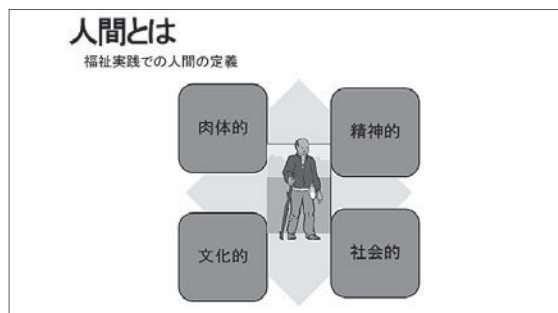 人間とは
福祉実践での人間の定義
肉体的
精神的
文化的
社会的